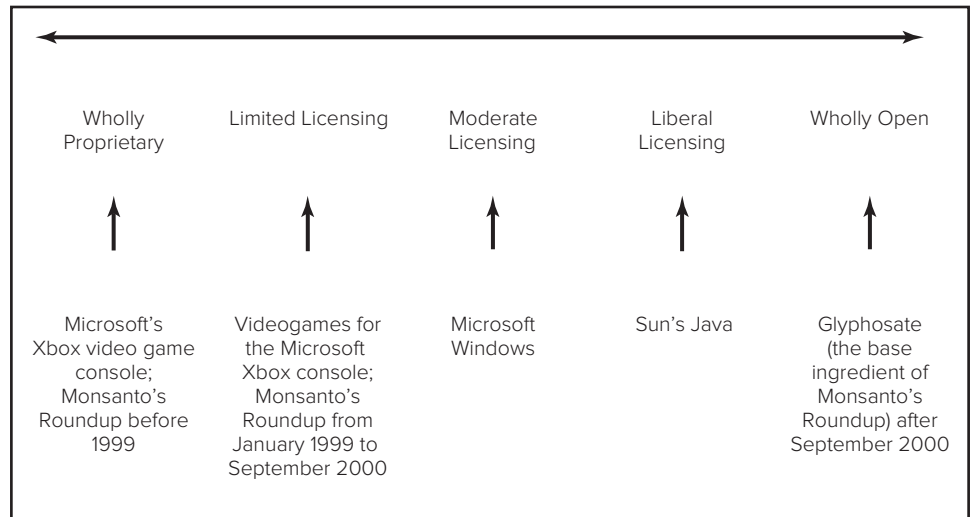 Wholly
Proprietary
Limited Licensing
Moderate
Licensing
Liberal
Licensing
Wholly Open
Microsoft's
Xbox video game
console;
Monsanto's
Roundup before
1999
Videogames for
the Microsoft
Xbox console;
Monsanto's
Roundup from
January 1999 to
September 2000
Microsoft
Windows
Sun's Java
Glyphosate
(the base
ingredient of
Monsanto's
Roundup) after
September 2000